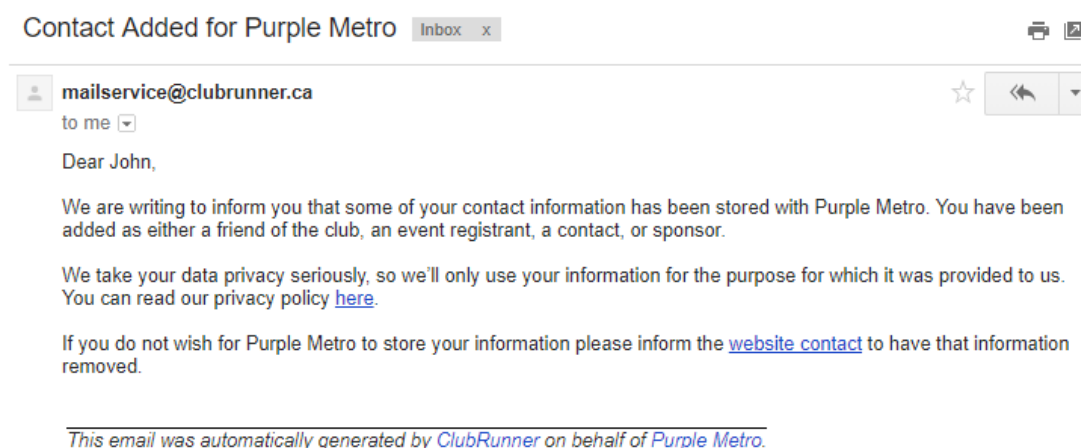 Contact Added for Purple Metro Inbox x
mailservice@clubrunner.ca
to me
Dear John,
We are writing to inform you that some of your contact information has been stored with Purple Metro. You have been
added as either a friend of the club, an event registrant, a contact, or sponsor.
We take your data privacy seriously, so we'll only use your information for the purpose for which it was provided to us.
You can read our privacy policy here.
If you do not wish for Purple Metro to store your information please inform the website contact to have that information
removed.
This email was automatically generated by ClubRunner on behalf of Purple Metro.